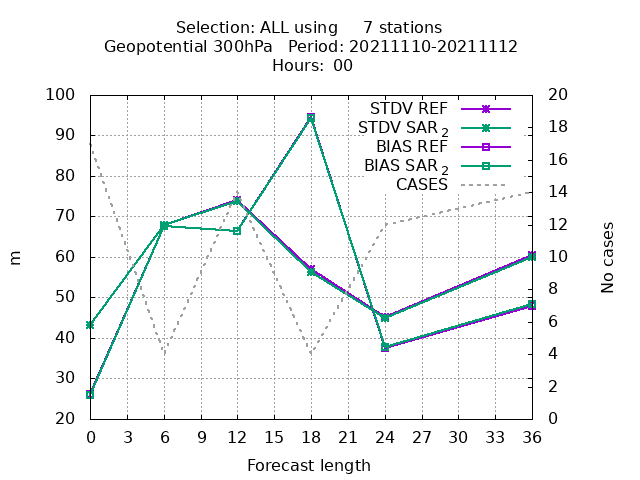 Selection: ALL using     7 stations
Geopotential 300hPa   Period: 20211110-20211112
Hours:  00
STDV REF
STDV SAR 2
BIAS REF
BIAS SAR 2
CASES
100
90
80
70
60
50
40
30
20
m
20
18
16
14
12
10
8
6
4
2
0
No cases
0 3 6 9 12 15 18 21 24 27 30 33 36
Forecast length